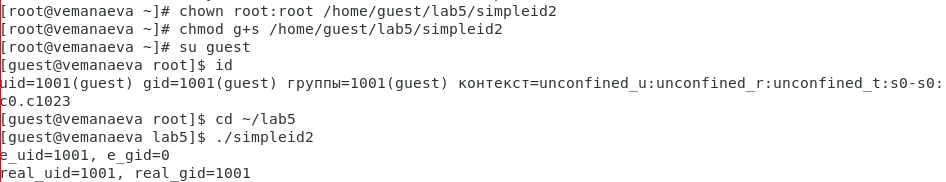 [root@vemanaeva ~]# chown root:root /home/guest/lab5/simpleid2
[root@vemanaeva ~]# chmod g+s /home/guest/lab5/simpleid2
[root@vemanaeva ~]# su guest
[guest@vemanaeva root]$ id
uid=1001(guest) gid=1001(guest) группы=1001(guest) контекст=unconfined_u:unconfined_r:unconfined_t:s0-s0:
c0.c1023
[guest@vemanaeva root]$ cd ~/lab5
[guest@vemanaeva lab5]$ ./simpleid2
e_uid=1001, e_gid=0
real_uid=1001, real_gid=1001